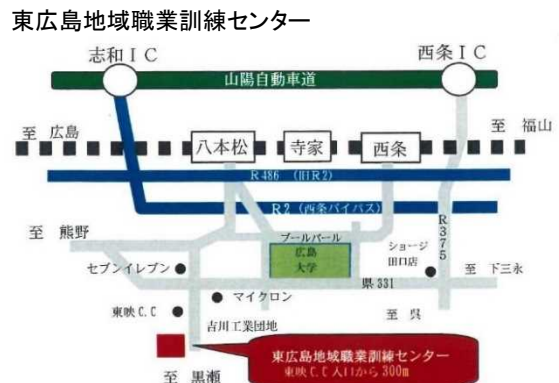 東広島地域職業訓練センター
志和ＩＣ
西条ＩＣ
山陽自動車道
至 広島
至 福山
八本松
寺家
西条
R486 (旧R2)
R2 (西条バイパス)
R375
至 熊野
ブールバール
広島
大学
ショージ
田口店
セブンイレブン
県331
至 下三永
マイクロン
東映C.C
吉川工業団地
至 呉
東広島地域職業訓練センター
東映C.C入口から300m
至 黒瀬